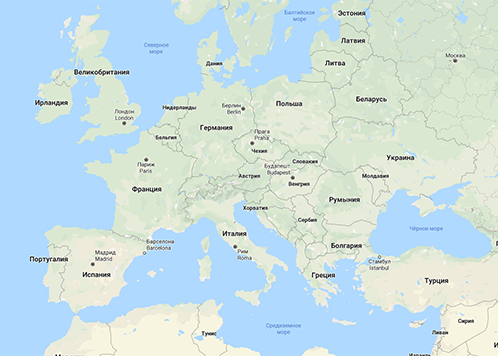 Балтийское
море
Эстония
Северное
море
Латвия
Москва
Дания
Литва
Великобритания
Ирландия
Лондон
London
Нидерланды
Берлин
Berlin
Польша
Беларусь
Германия
Бельгия
Прага
Praha
Чехия
Украина
Париж
Paris
Словакия
Будапешт
Budapest
Австрия
Молдавия
Венгрия
Франция
Румыния
Хорватия
Сербия
Чёрное море
Италия
Барселона
Barcelona
Болгария
Мадрид
Madrid
Рим
Roma
Португалия
Испания
Стамбул
Istanbul
Греция
Турция
Сирия
Средиземное
море
Тунис
Ливан
Израиль